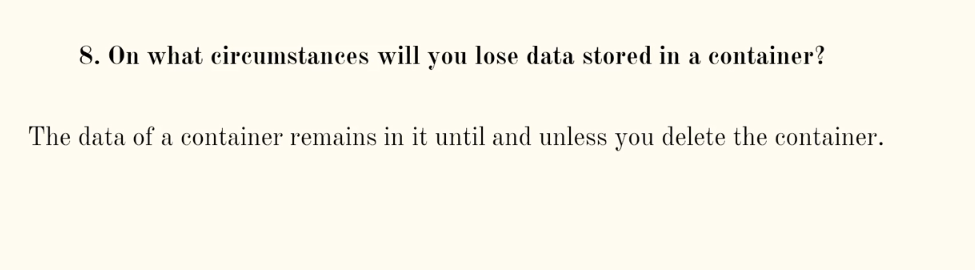 8. On what circumstances will you lose data stored in a container?
The data of a container remains in it until and unless you delete the container.